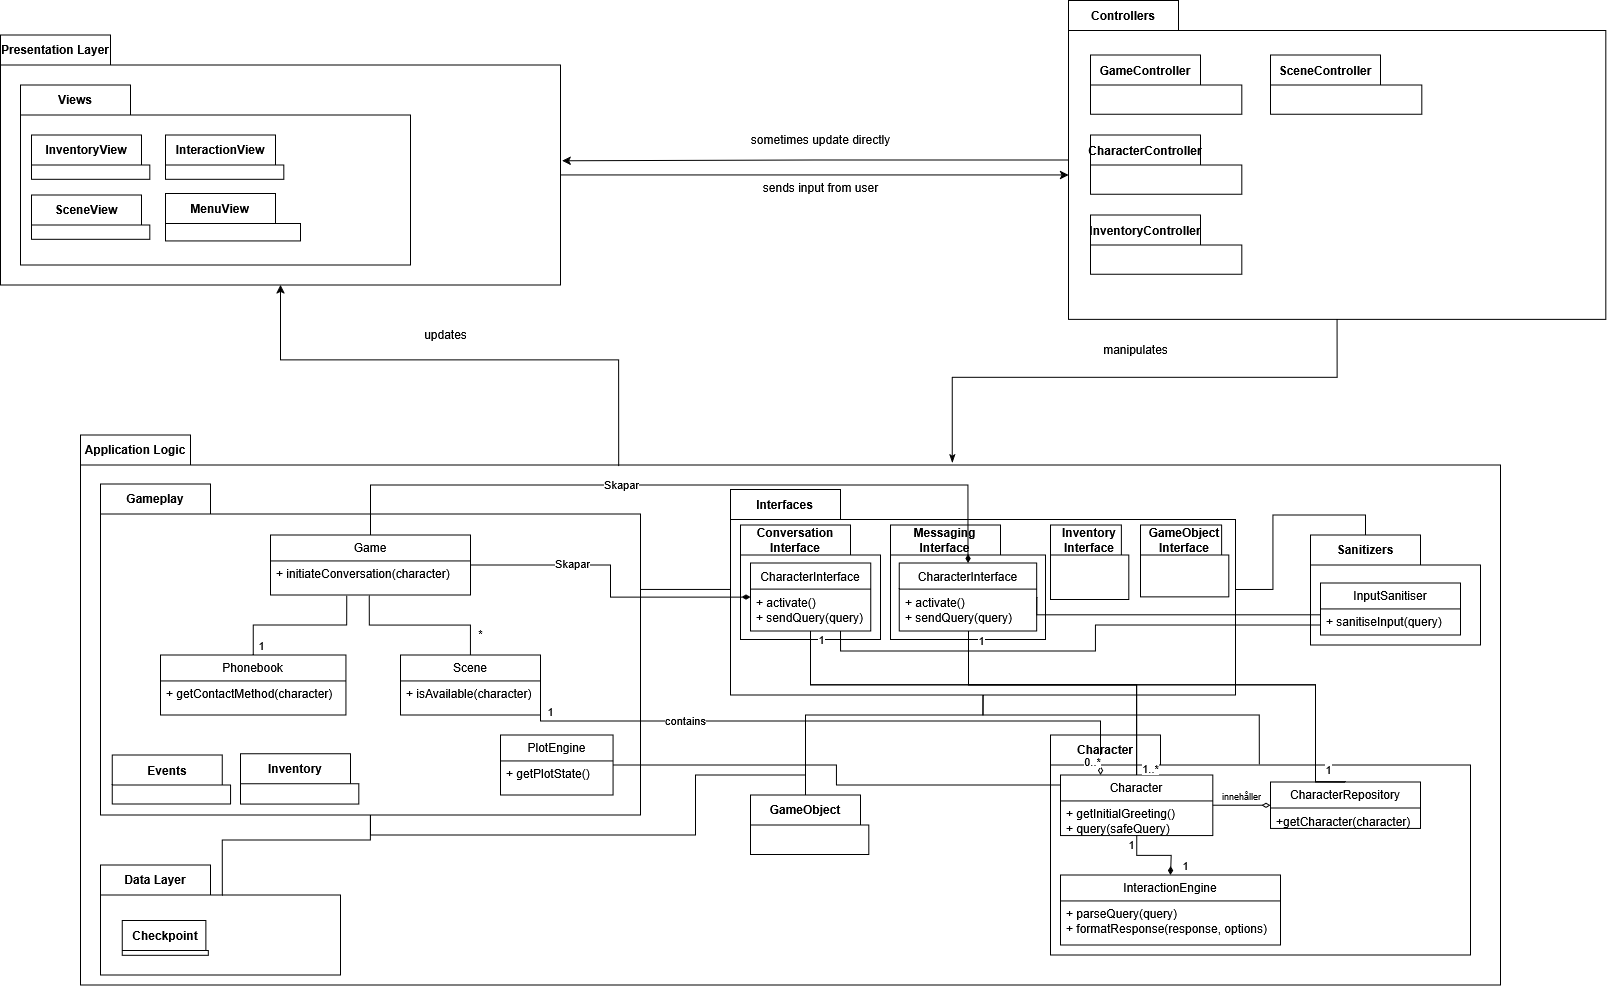 Controllers
Presentation Layer
GameController
SceneController
Views
InventoryView
InteractionView
sometimes update directly
CharacterController
sends input from user
SceneView
MenuView
InventoryController
updates
manipulates
Application Logic
Gameplay
Skapar
Interfaces
Conversation
Interface
Messaging
Interface
Inventory
Interface
GameObject
Interface
Sanitizers
Game
+ initiateConversation(character)
Skapar
CharacterInterface
+ activate()
+ sendQuery(query)
CharacterInterface
+ activate()
+ sendQuery(query)
InputSanitiser
+ sanitiseInput(query)
1
*
1
1
Phonebook
+ getContactMethod(character)
Scene
+ isAvailable(character)
1
contains
PlotEngine
+ getPlotState()
Events
Inventory
Character
0..*
1..*
1
GameObject
Character
+ getInitialGreeting()
+ query(safeQuery)
innehåller
CharacterRepository
+getCharacter(character)
1
1
Data Layer
InteractionEngine
+ parseQuery(query)
+ formatResponse(response, options)
Checkpoint